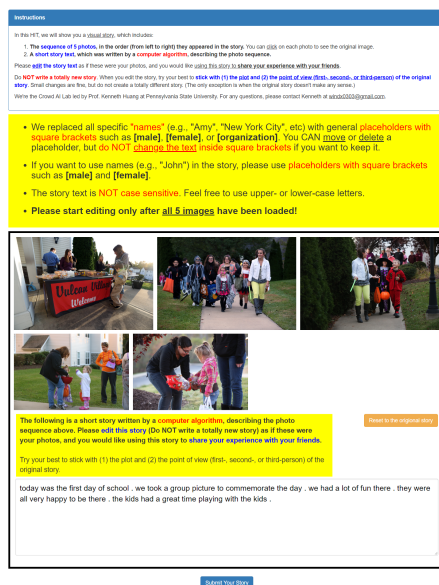 Instructions
In this HIT, we will show you a visual story, which includes:
1. The sequence of 5 photos, in the order (from left to right) they appeared in the story. You can click on each photo to see the original image.
2. A short story text, which was written by a computer algorithm, describing the photo sequence.
Please edit the story text as if these were your photos, and you would like using this story to share your experience with your friends.
Do NOT write a totally new story. When you edit the story, try your best to stick with (1) the plot and (2) the point of view (first-, second-, or third-person) of the original
story. Small changes are fine, but do not create a totally different story. (The only exception is when the original story doesn't make any sense.)
We're the Crowd AI Lab led by Prof. Kenneth Huang at Pennsylvania State University. For any questions, please contact Kenneth at windx0303@gmail.com.
• We replaced all specific "names" (e.g., "Amy", "New York City", etc) with general placeholders with
square brackets such as [male], [female], or [organization]. You CAN move or delete a
placeholder, but do NOT change the text inside square brackets if you want to keep it.
• If you want to use names (e.g., "John") in the story, please use placeholders with square brackets
such as [male] and [female].
• The story text is NOT case sensitive. Feel free to use upper- or lower-case letters.
• Please start editing only after all 5 images have been loaded!
Vulcan Village
Welcome
The following is a short story written by a computer algorithm, describing the photo
sequence above. Please edit this story (Do NOT write a totally new story) as if these were
your photos, and you would like using this story to share your experience with your friends.
Reset to the origional story
Try your best to stick with (1) the plot and (2) the point of view (first-, second-, or third-person) of the
original story.
today was the first day of school . we took a group picture to commemorate the day . we had a lot of fun there . they were
all very happy to be there . the kids had a great time playing with the kids .
Submit Your Story